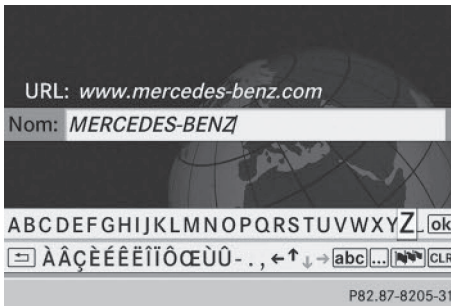 URL: www.mercedes-benz.com
Nom: MERCEDES-BENZ
ABCDEFGHIJKLMNOPQRSTUVWXYZ_ ok
ÀÂÇÈÉÊËÎÏÔŒÙÛ-.,←↑↓→ abc ... CLR
P82.87-8205-31